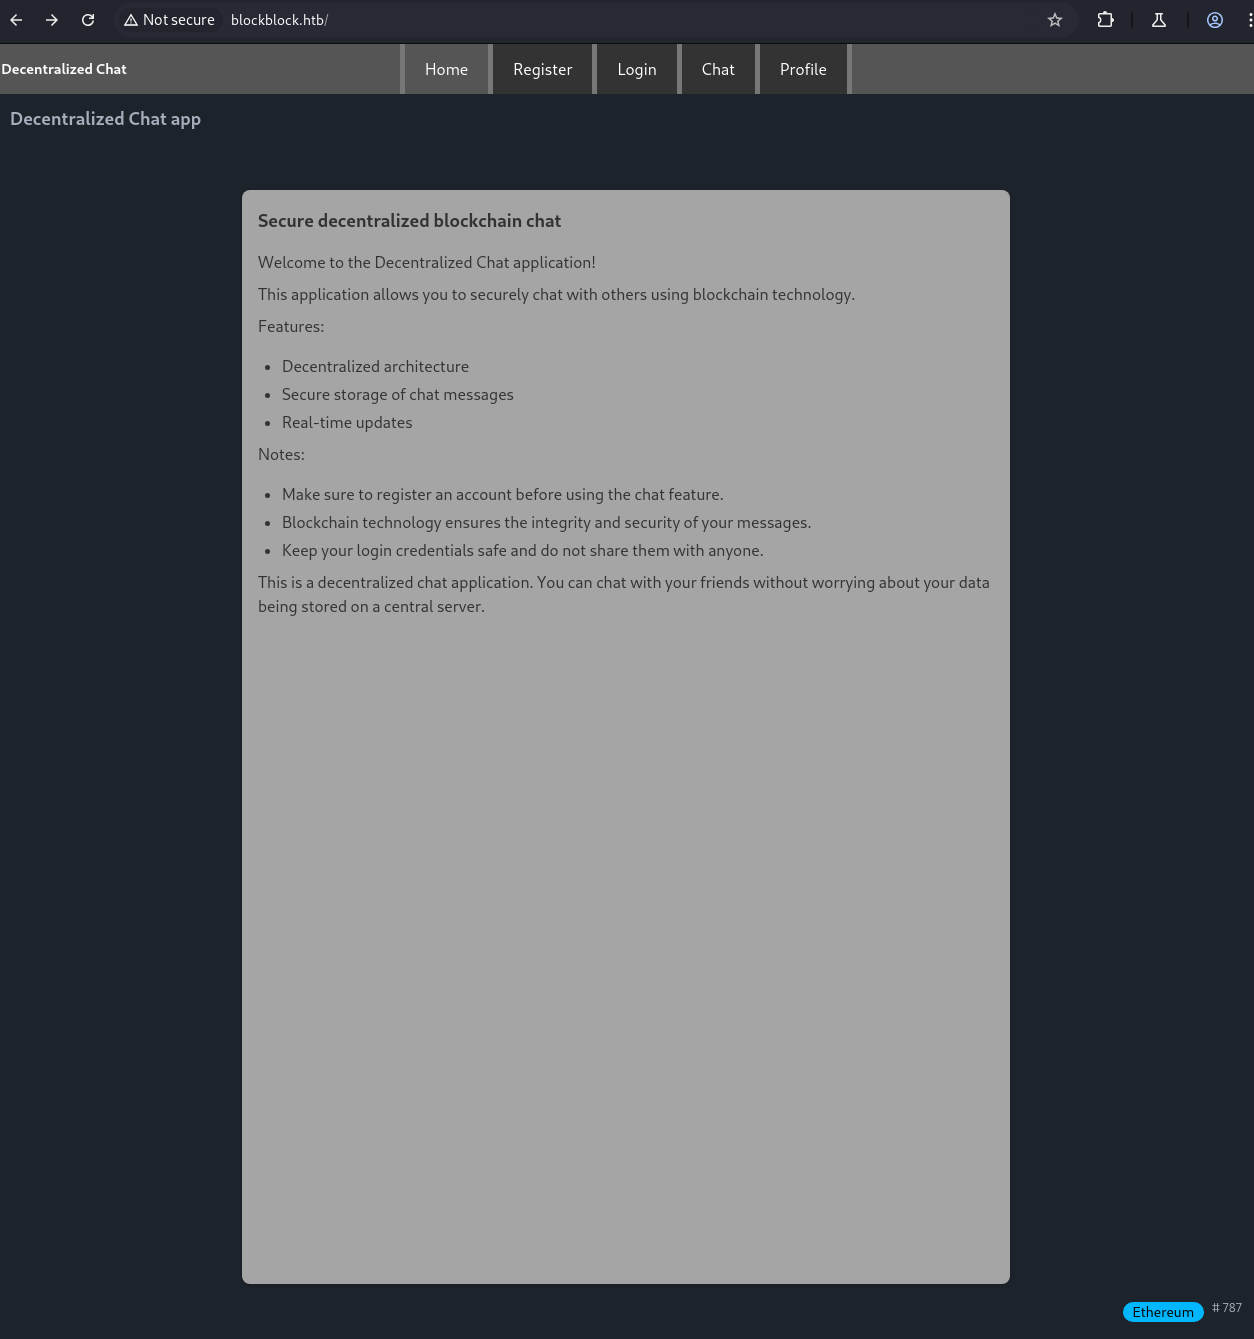 Not secure blockblock.htb/
Decentralized Chat Home Register Login Chat Profile
Decentralized Chat app
Secure decentralized blockchain chat
Welcome to the Decentralized Chat application!
This application allows you to securely chat with others using blockchain technology.
Features:
• Decentralized architecture
• Secure storage of chat messages
• Real-time updates
Notes:
• Make sure to register an account before using the chat feature.
• Blockchain technology ensures the integrity and security of your messages.
• Keep your login credentials safe and do not share them with anyone.
This is a decentralized chat application. You can chat with your friends without worrying about your data
being stored on a central server.
Ethereum # 787